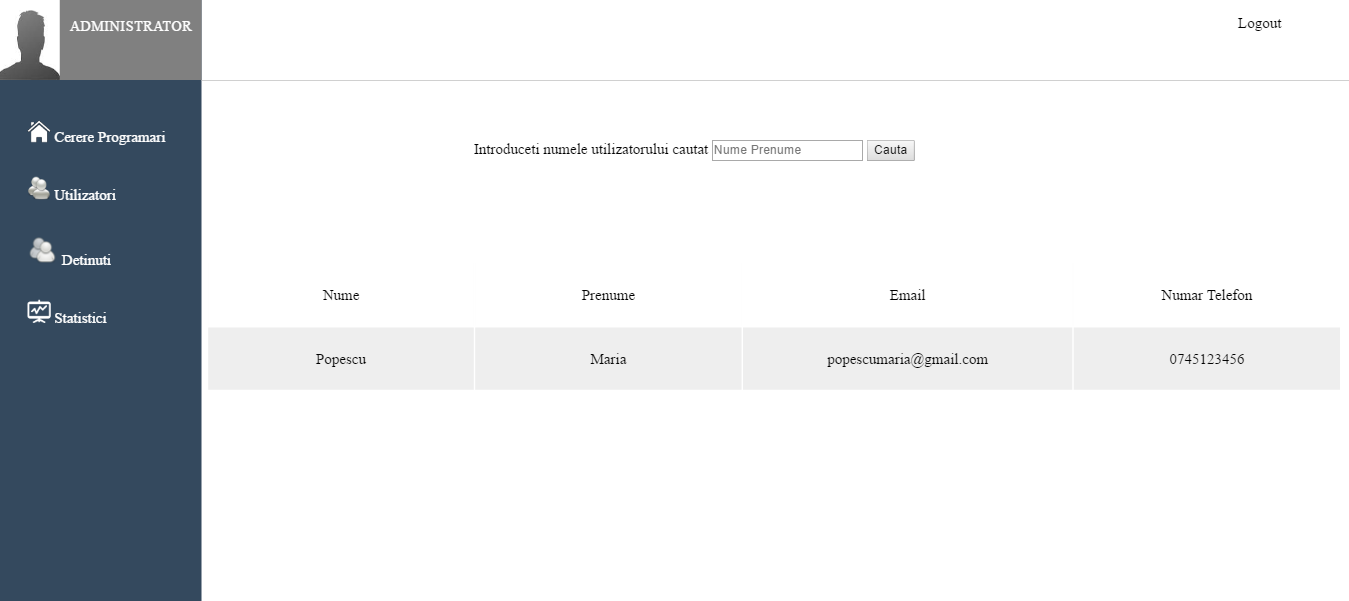 ADMINISTRATOR
Logout
Cerere Programari
Utilizatori
Detinuti
Statistici
Introduceti numele utilizatorului cautat Nume Prenume Cauta
Nume Prenume Email Numar Telefon
Popescu Maria popescumaria@gmail.com 0745123456